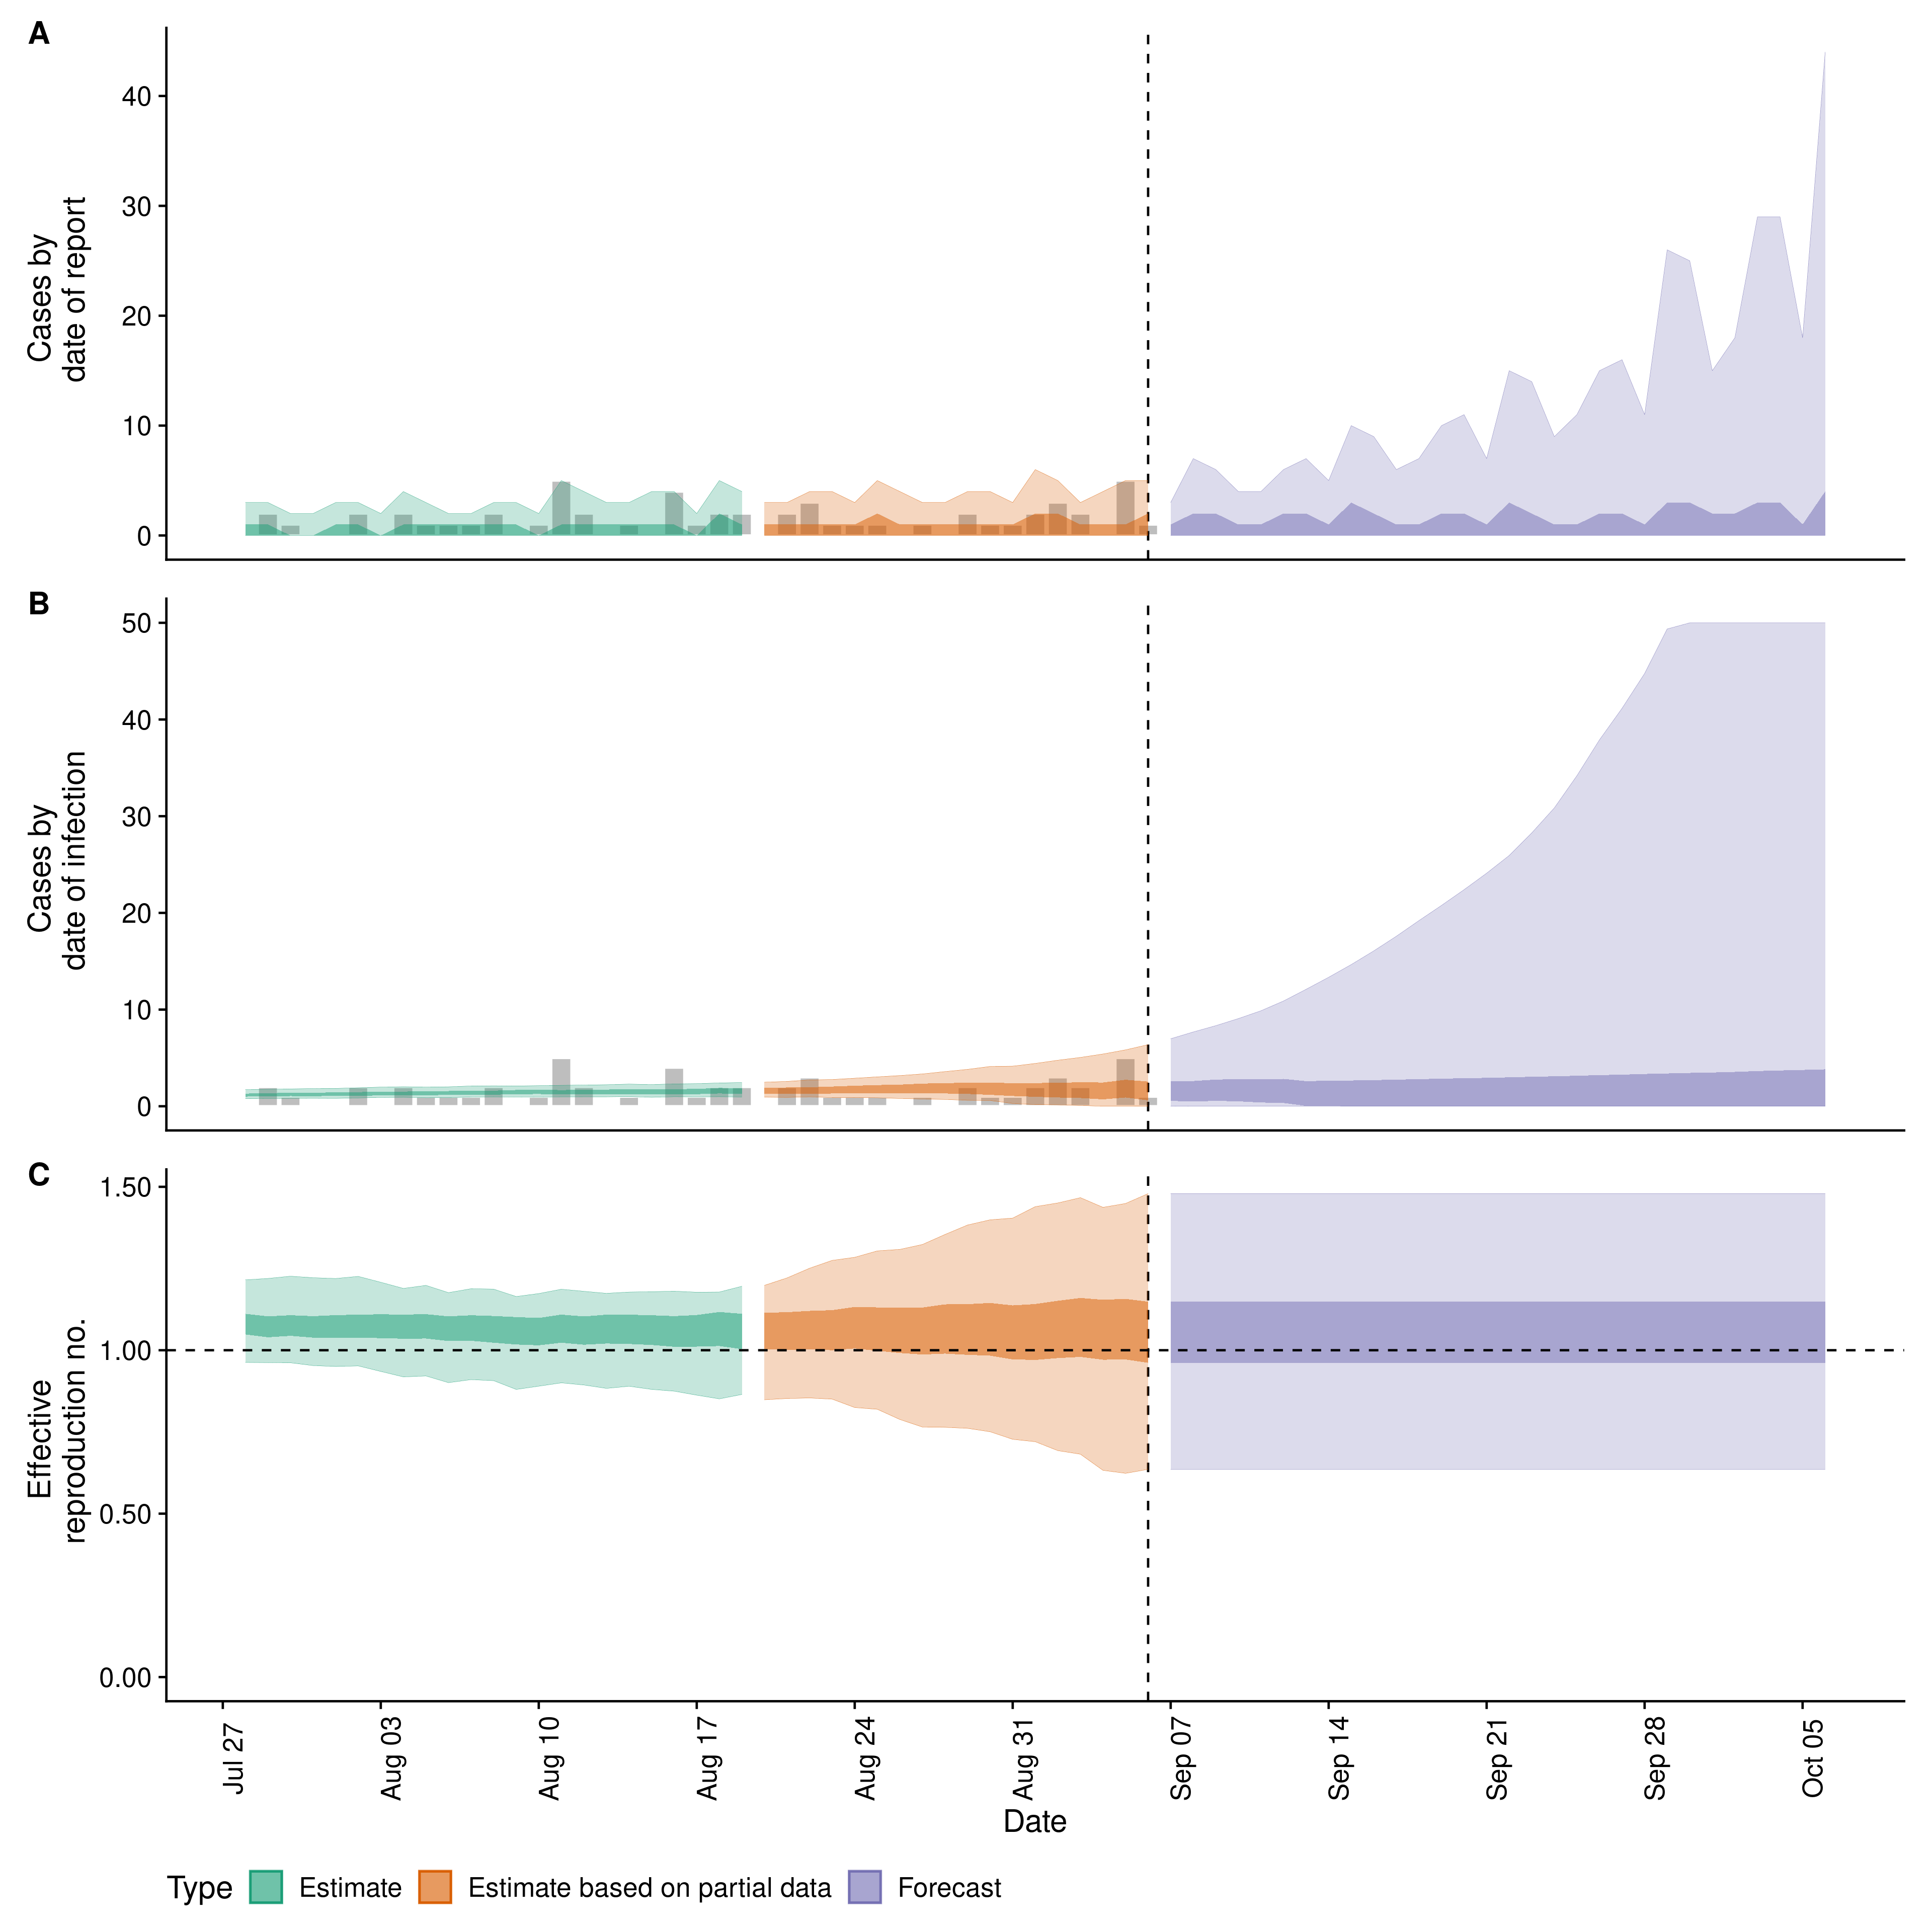 A
Cases by
date of report
40
30
20
10
0
B
Cases by
date of infection
50
40
30
20
10
0
C
Effective
reproduction no.
1.50
1.00
0.50
0.00
Jul 27
Aug 03
Aug 10
Aug 17
Aug 24
Aug 31
Sep 07
Sep 14
Sep 21
Sep 28
Oct 05
Date
Type Estimate Estimate based on partial data Forecast